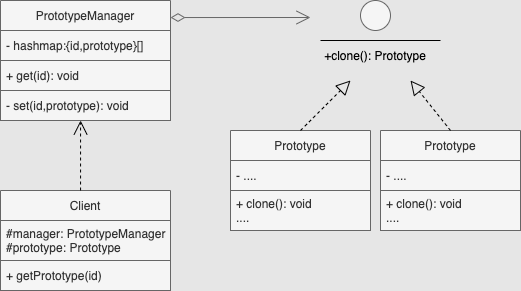 PrototypeManager
- hashmap:{id,prototype}[]
+ get(id): void
- set(id,prototype): void
+clone(): Prototype
Prototype
- ....
+ clone(): void
....
Prototype
- ....
+ clone(): void
....
Client
#manager: PrototypeManager
#prototype: Prototype
+ getPrototype(id)